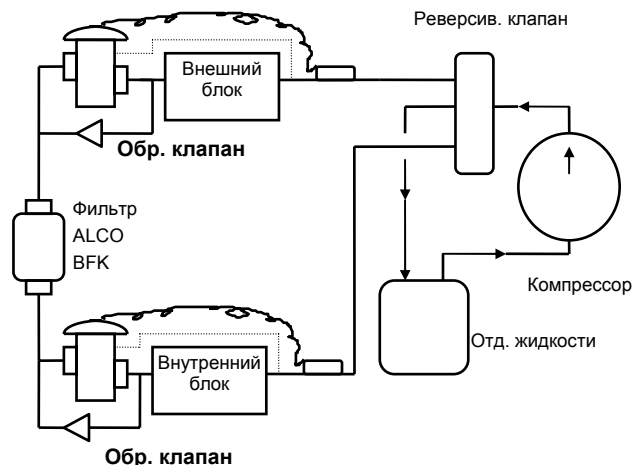 Реверсив. клапан
Внешний
блок
Обр. клапан
Фильтр
ALCO
BFK
Компрессор
Отд. жидкости
Внутренний
блок
Обр. клапан